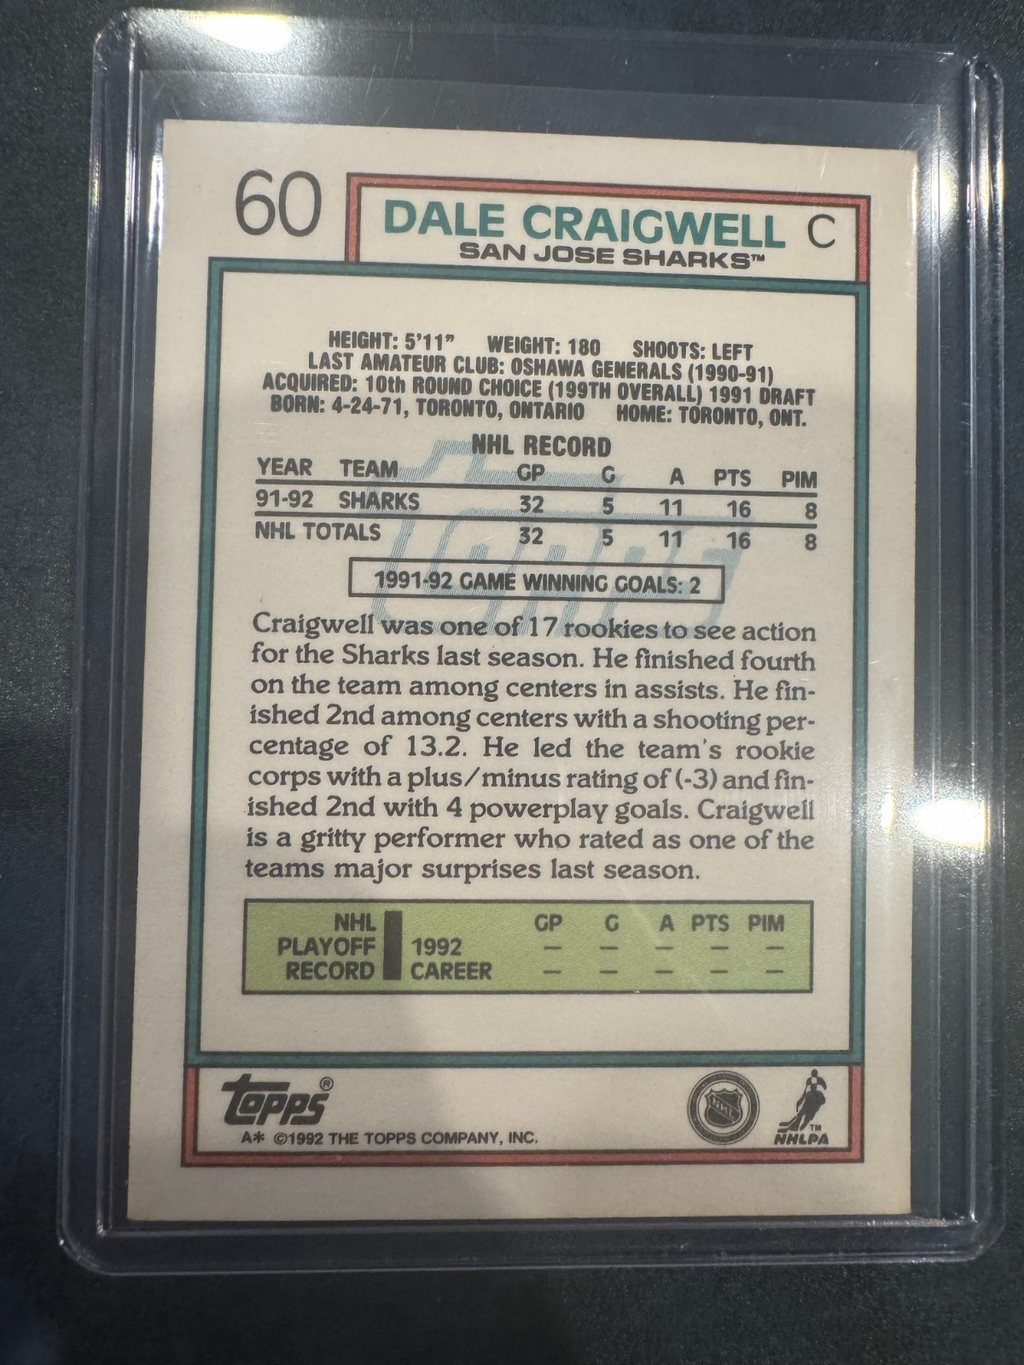 60 DALE CRAIGWELL C
SAN JOSE SHARKS™
HEIGHT: 5'11" WEIGHT: 180 SHOOTS: LEFT
LAST AMATEUR CLUB: OSHAWA GENERALS (1990-91)
ACQUIRED: 10th ROUND CHOICE (199TH OVERALL) 1991 DRAFT
BORN: 4-24-71, TORONTO, ONTARIO HOME: TORONTO, ONT.
NHL RECORD
YEAR TEAM GP G A PTS PIM
91-92 SHARKS 32 5 11 16 8
NHL TOTALS 32 5 11 16 8
1991-92 GAME WINNING GOALS: 2
Craigwell was one of 17 rookies to see action
for the Sharks last season. He finished fourth
on the team among centers in assists. He fin-
ished 2nd among centers with a shooting per-
centage of 13.2. He led the team's rookie
corps with a plus/minus rating of (-3) and fin-
ished 2nd with 4 powerplay goals. Craigwell
is a gritty performer who rated as one of the
teams major surprises last season.
NHL GP G A PTS PIM
PLAYOFF 1992 – – – – –
RECORD CAREER – – – – –
Topps®
A* ©1992 THE TOPPS COMPANY, INC.
NHL
™
NHLPA